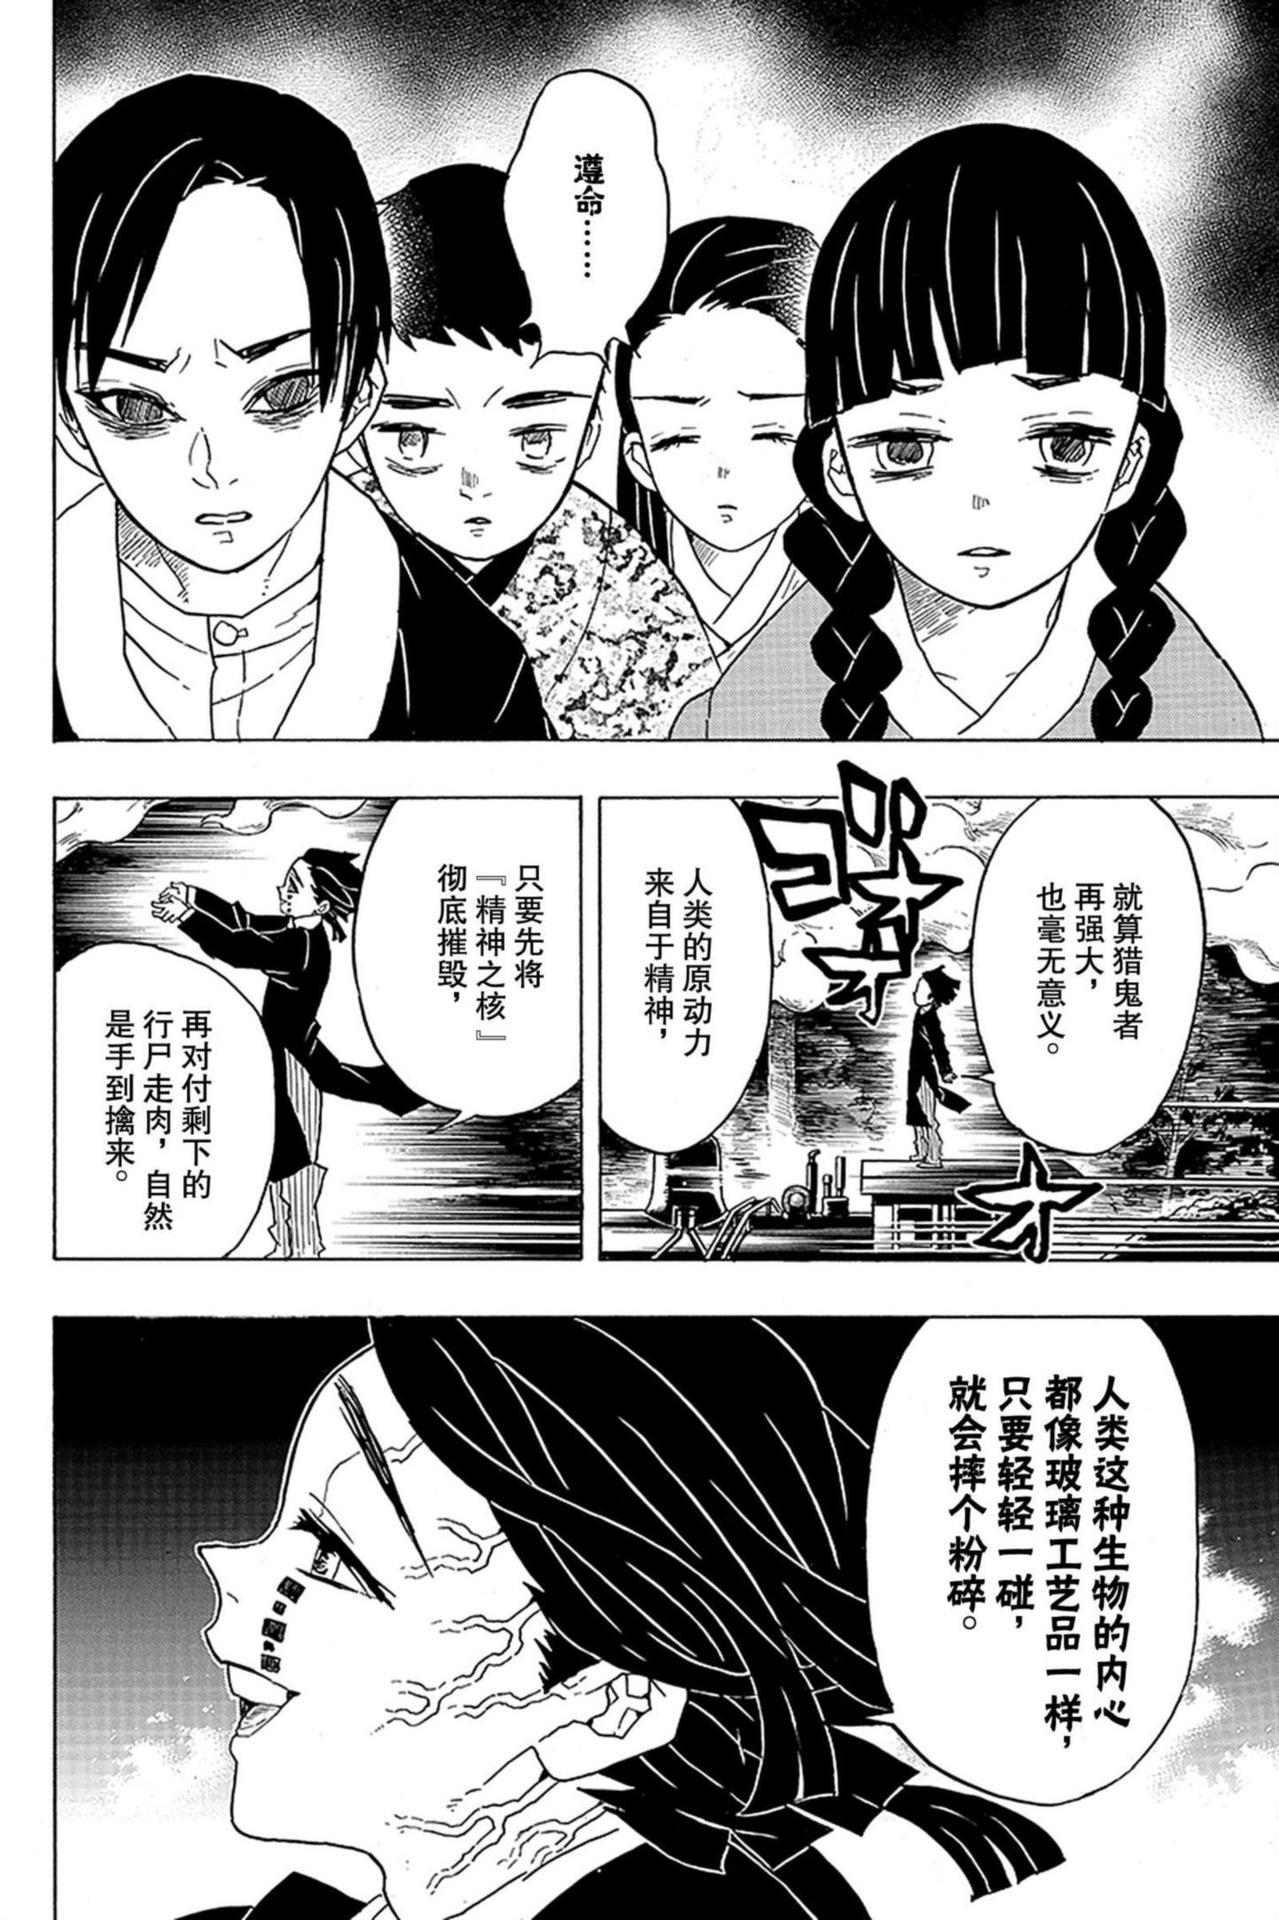 遵命……
就算猎鬼者
再强大，
也毫无意义。
人类的原动力
来自于精神，
只要先将
『精神之核』
彻底摧毁，
再对付剩下的
行尸走肉，自然
是手到擒来。
人类这种生物的内心
都像玻璃工艺品一样，
只要轻轻一碰，
就会摔个粉碎。